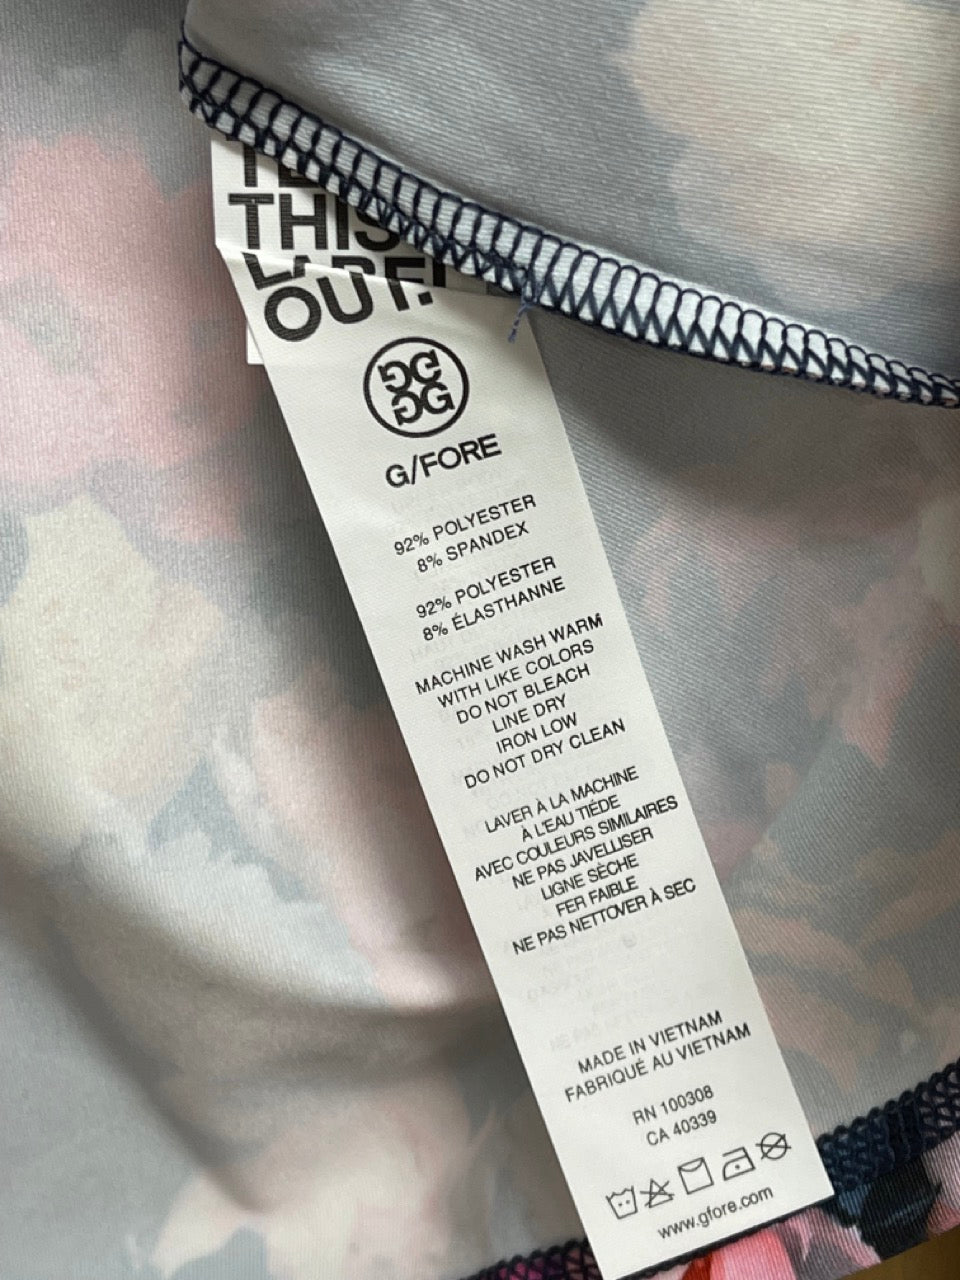 THIS
OUT!
G/FORE
92% POLYESTER
8% SPANDEX
92% POLYESTER
8% ÉLASTHANNE
MACHINE WASH WARM
WITH LIKE COLORS
DO NOT BLEACH
LINE DRY
IRON LOW
DO NOT DRY CLEAN
LAVER À LA MACHINE
À L'EAU TIÉDE
AVEC COULEURS SIMILAIRES
NE PAS JAVELLISER
LIGNE SÈCHE
FER FAIBLE
NE PAS NETTOVER À SEC
MADE IN VIETNAM
FABRIQUÉ AU VIETNAM
RN 100308
CA 40339
www.gfore.com